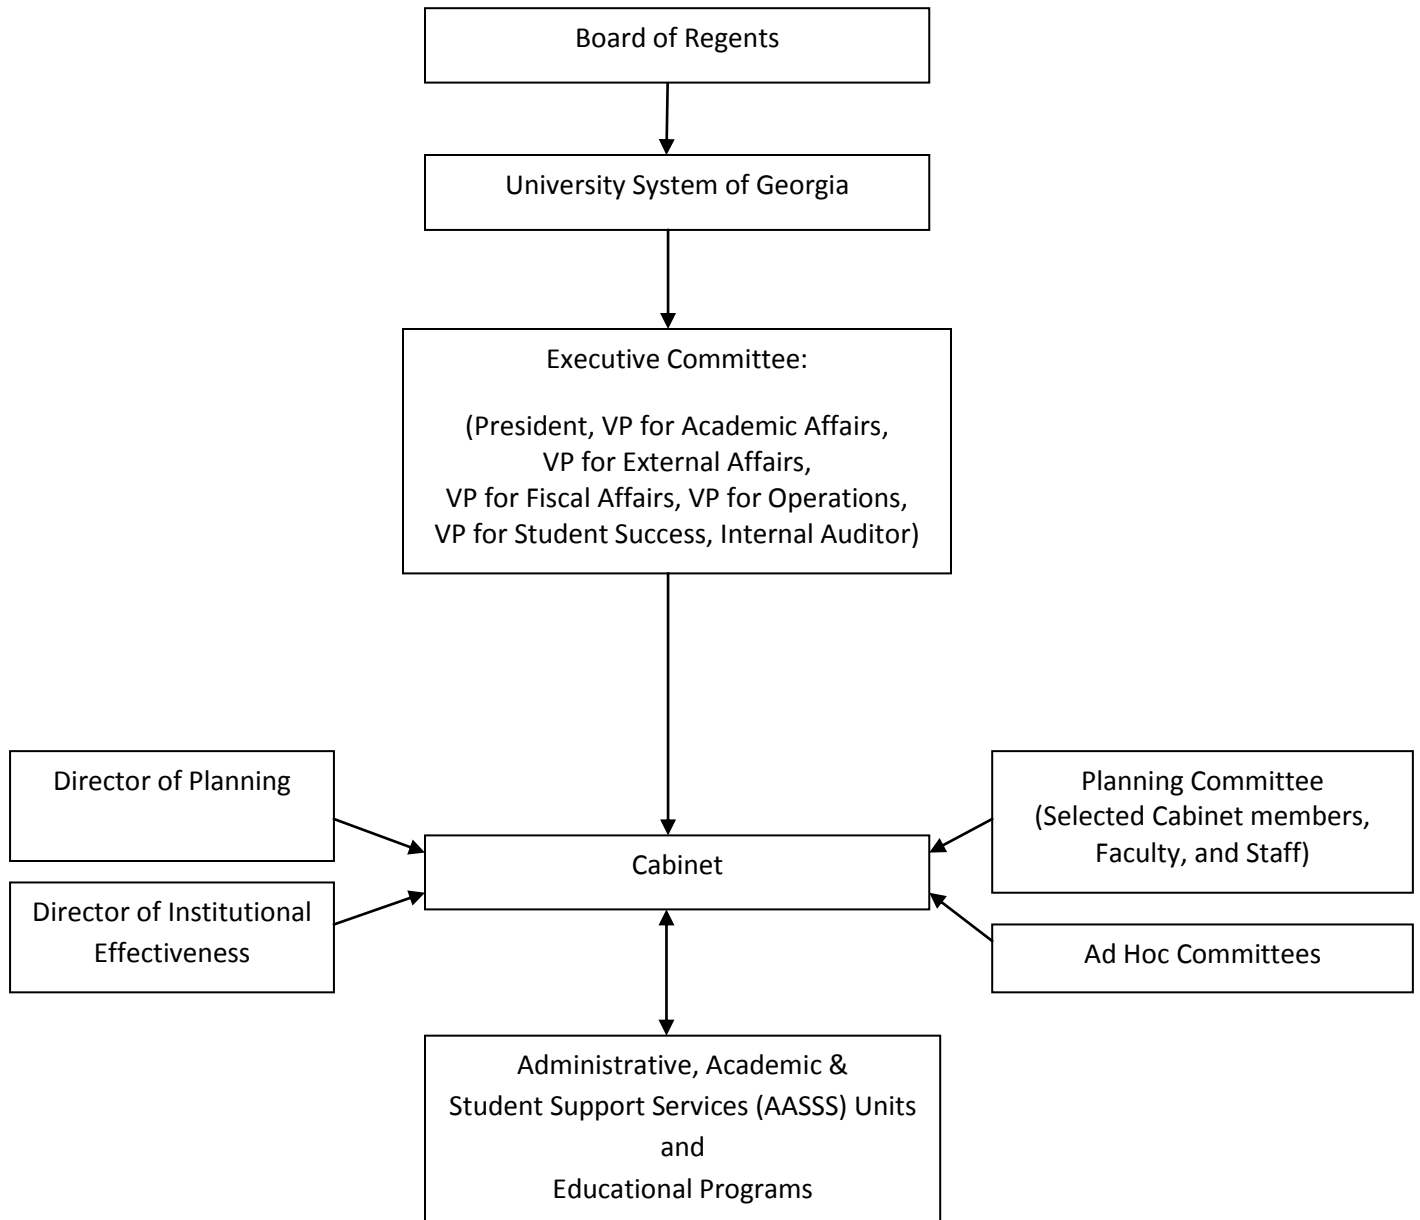 Board of Regents
University System of Georgia
Executive Committee:
(President, VP for Academic Affairs,
VP for External Affairs,
VP for Fiscal Affairs, VP for Operations,
VP for Student Success, Internal Auditor)
Director of Planning
Planning Committee
(Selected Cabinet members,
Faculty, and Staff)
Cabinet
Director of Institutional
Effectiveness
Ad Hoc Committees
Administrative, Academic &
Student Support Services (AASSS) Units
and
Educational Programs